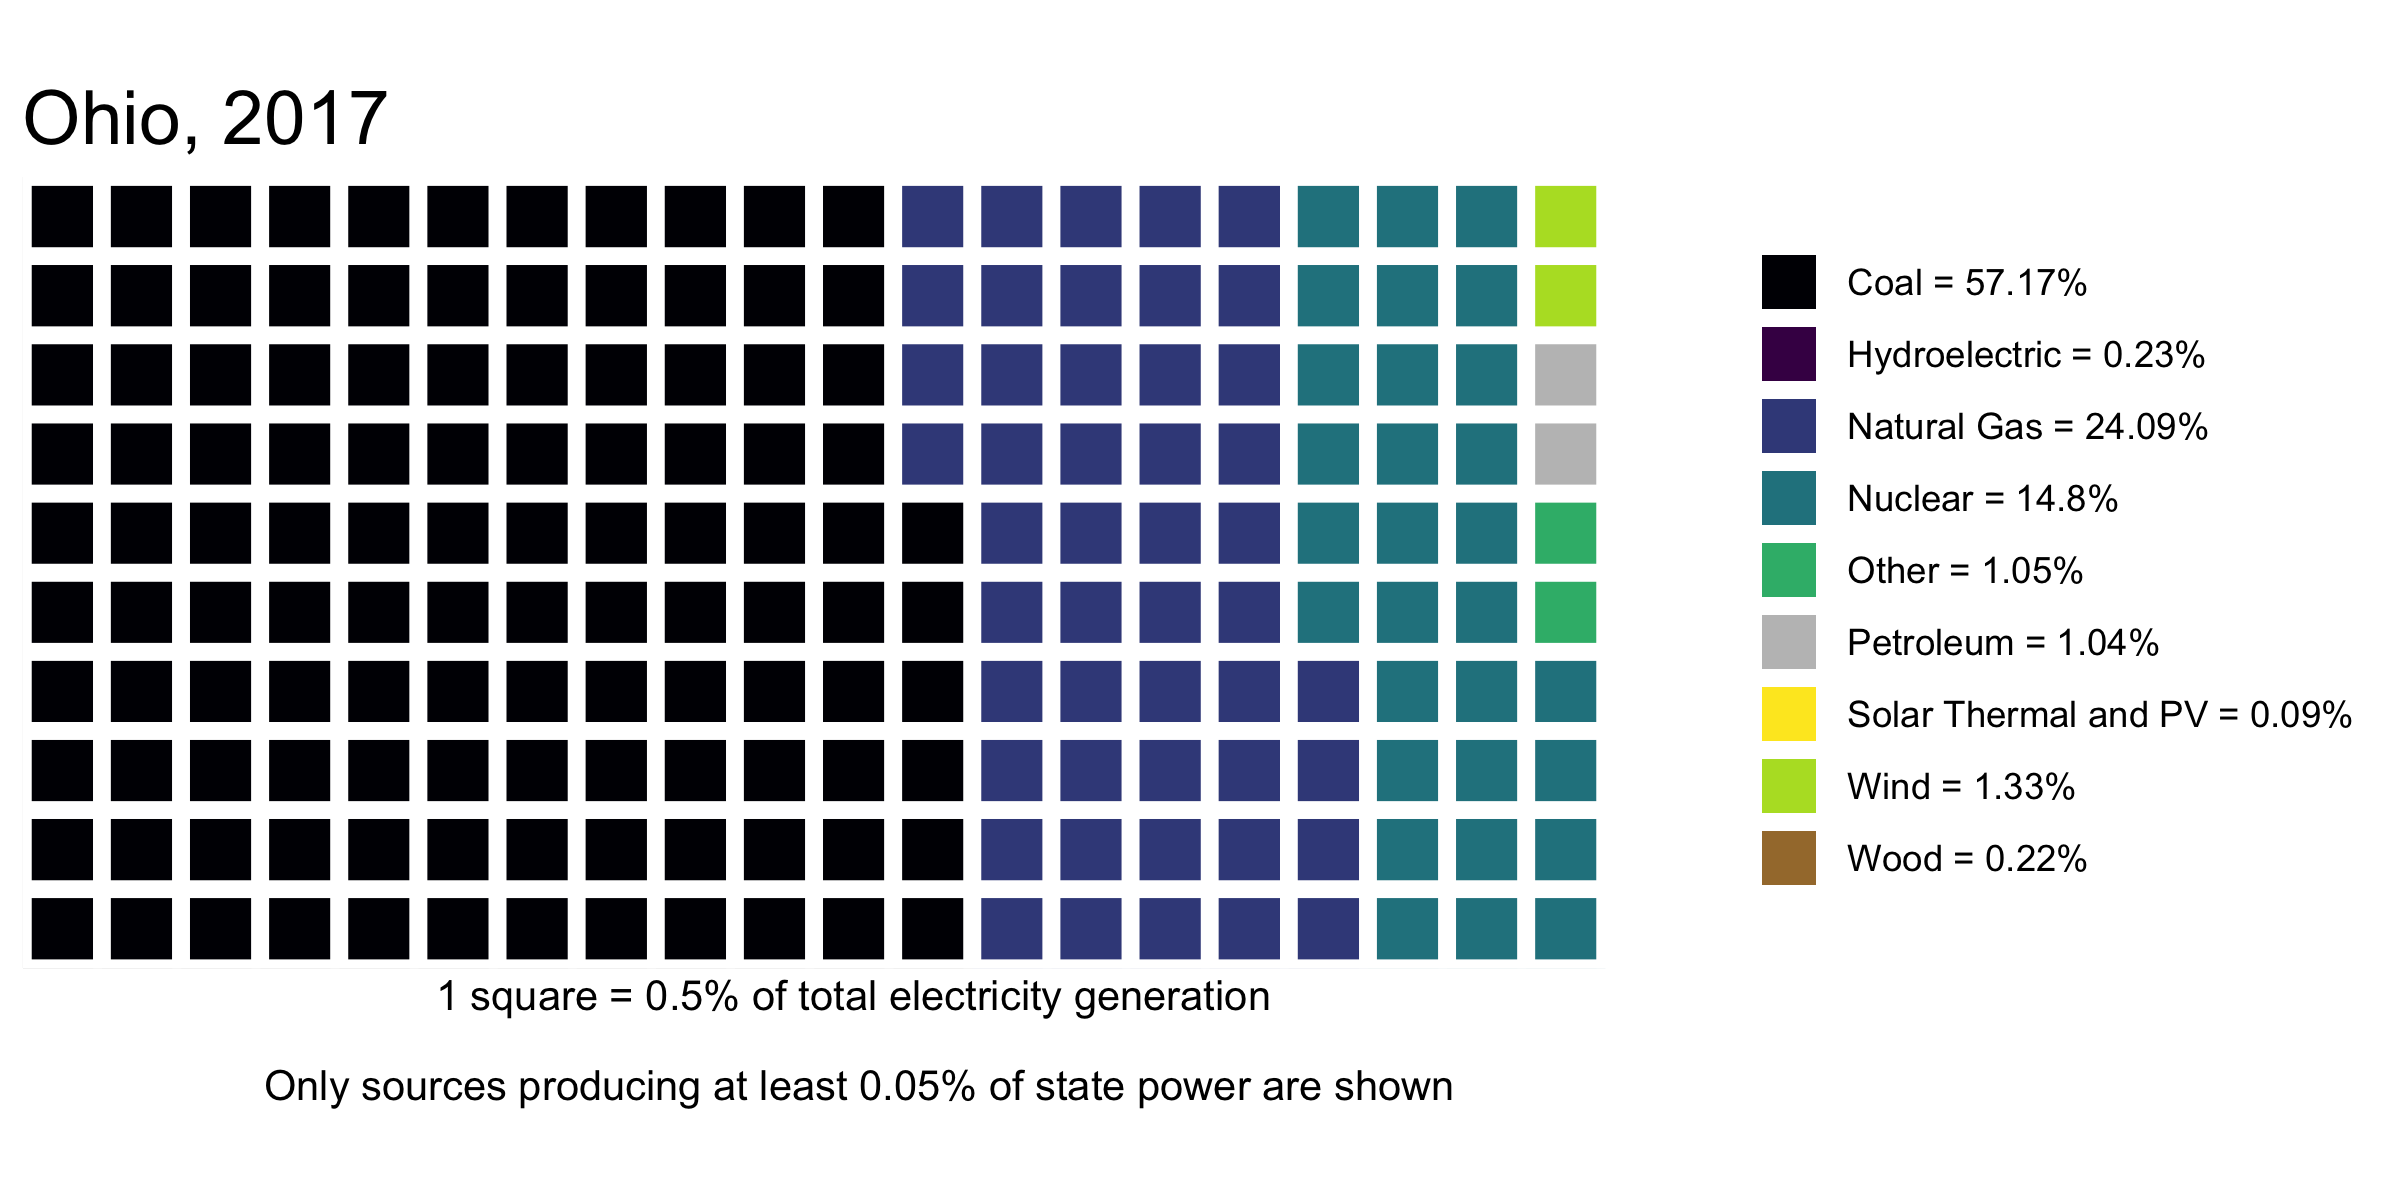 Ohio, 2017
Coal = 57.17%
Hydroelectric = 0.23%
Natural Gas = 24.09%
Nuclear = 14.8%
Other = 1.05%
Petroleum = 1.04%
Solar Thermal and PV = 0.09%
Wind = 1.33%
Wood = 0.22%
1 square = 0.5% of total electricity generation
Only sources producing at least 0.05% of state power are shown